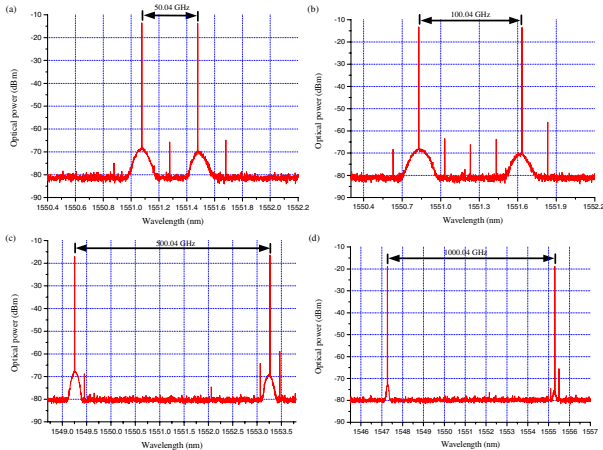 (a)
50.04 GHz
-10
-20
-30
-40
-50
-60
-70
-80
-90
Optical power (dBm)
1550.4 1550.6 1550.8 1551.0 1551.2 1551.4 1551.6 1551.8 1552.0 1552.2
Wavelength (nm)
(b)
100.04 GHz
-10
-20
-30
-40
-50
-60
-70
-80
-90
Optical power (dBm)
1550.4 1550.7 1551.0 1551.3 1551.6 1551.9 1552.2
Wavelength (nm)
(c)
500.04 GHz
-10
-20
-30
-40
-50
-60
-70
-80
-90
Optical power (dBm)
1549.0 1549.5 1550.0 1550.5 1551.0 1551.5 1552.0 1552.5 1553.0 1553.5
Wavelength (nm)
(d)
1000.04 GHz
-10
-20
-30
-40
-50
-60
-70
-80
-90
Optical power (dBm)
1546 1547 1548 1549 1550 1551 1552 1553 1554 1555 1556 1557
Wavelength (nm)